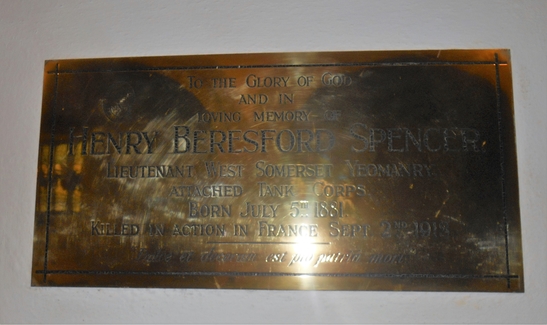 To the Glory of God
and in
loving memory of
Henry Beresford Spencer
Lieutenant West Somerset Yeomanry.
attached Tank Corps.
Born July 5th 1881.
Killed in action in France Sept 2nd 1918
et decorum est pro patria mori